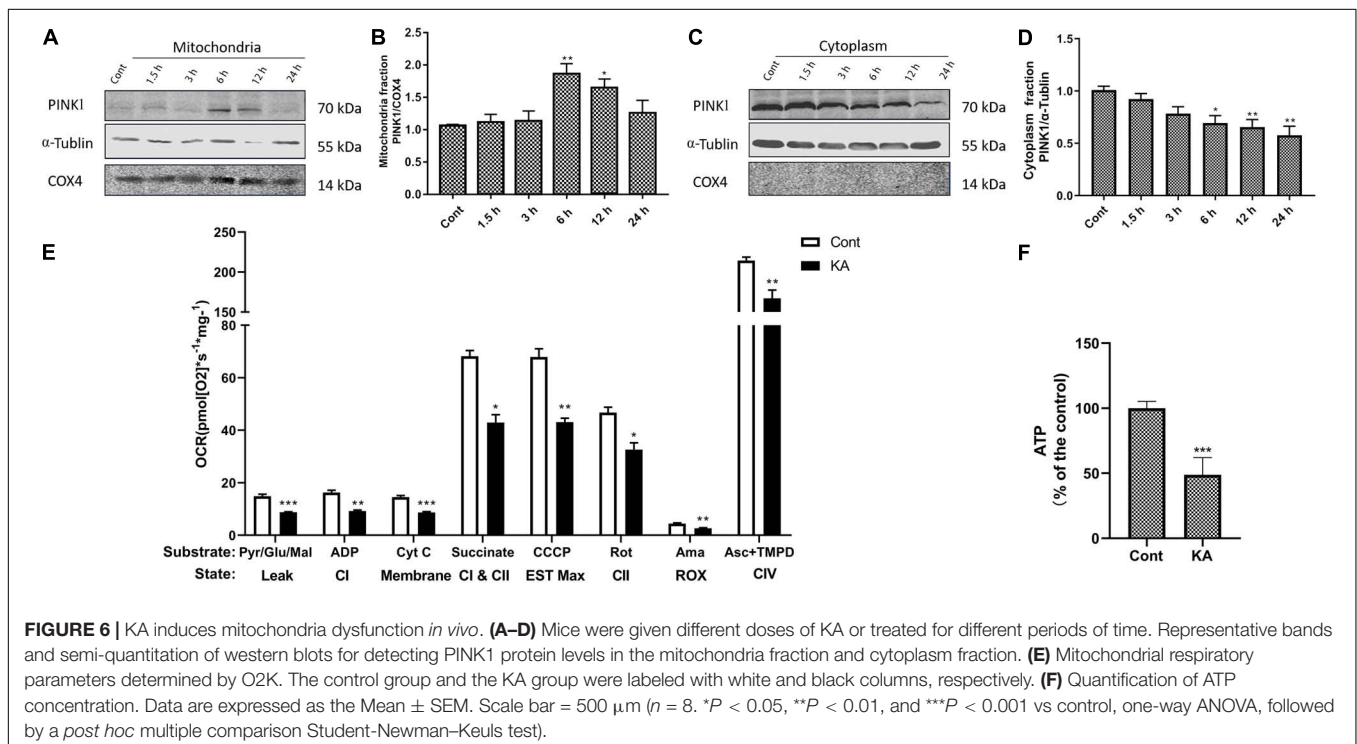 A
Mitochondria
Cont 1.5 h 3 h 6 h 12 h 24 h
PINK1 70 kDa
α-Tublin 55 kDa
COX4 14 kDa
B
Mitochondria fraction
PINK1/COX4
2.5
2.0
1.5
1.0
0.5
0.0
** *
Cont 1.5 h 3 h 6 h 12 h 24 h
C
Cytoplasm
Cont 1.5 h 3 h 6 h 12 h 24 h
PINK1 70 kDa
α-Tublin 55 kDa
COX4 14 kDa
D
Cytoplasm fraction
PINK1/α-Tublin
1.5
1.0
0.5
0.0
* ** **
Cont 1.5 h 3 h 6 h 12 h 24 h
E
OCR(pmol[O2]*s-1*mg-1)
250
200
150
80
60
40
20
0
Cont
KA
*** ** *** * ** * ** **
Substrate: Pyr/Glu/Mal ADP Cyt C Succinate CCCP Rot Ama Asc+TMPD
State: Leak CI Membrane CI & CII EST Max CII ROX CIV
F
ATP
(% of the control)
150
100
50
0
***
Cont KA
FIGURE 6 | KA induces mitochondria dysfunction in vivo. (A–D) Mice were given different doses of KA or treated for different periods of time. Representative bands
and semi-quantitation of western blots for detecting PINK1 protein levels in the mitochondria fraction and cytoplasm fraction. (E) Mitochondrial respiratory
parameters determined by O2K. The control group and the KA group were labeled with white and black columns, respectively. (F) Quantification of ATP
concentration. Data are expressed as the Mean ± SEM. Scale bar = 500 μm (n = 8. *P < 0.05, **P < 0.01, and ***P < 0.001 vs control, one-way ANOVA, followed
by a post hoc multiple comparison Student-Newman–Keuls test).